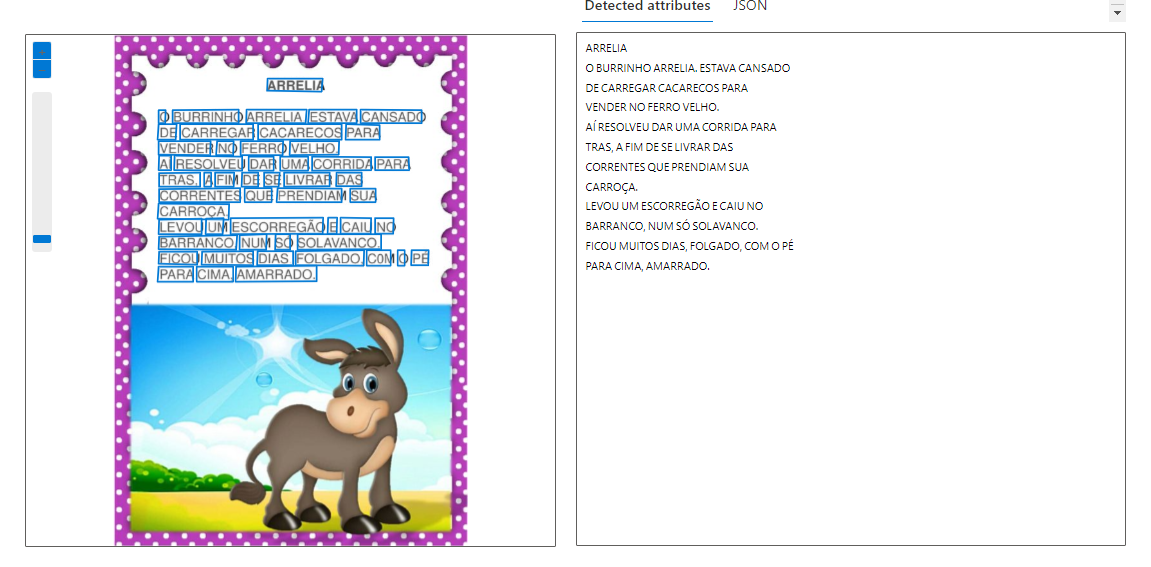 Detected attributes
JSON
ARRELIA
O BURRINHO ARRELIA ESTAVA CANSADO
DE CARREGAR CACARECOS PARA
VENDER NO FERRO VELHO.
AÍ RESOLVEU DAR UMA CORRIDA PARA
TRAS, A FIM DE SE LIVRAR DAS
CORRENTES QUE PRENDIAM SUA
CARROÇA.
LEVOU UM ESCORREGÃO E CAIU NO
BARRANCO, NUM SÓ SOLAVANCO.
FICOU MUITOS DIAS, FOLGADO, COM O PÉ
PARA CIMA, AMARRADO.
ARRELIA
O BURRINHO ARRELIA. ESTAVA CANSADO
DE CARREGAR CACARECOS PARA
VENDER NO FERRO VELHO.
AÍ RESOLVEU DAR UMA CORRIDA PARA
TRAS, A FIM DE SE LIVRAR DAS
CORRENTES QUE PRENDIAM SUA
CARROÇA.
LEVOU UM ESCORREGÃO E CAIU NO
BARRANCO, NUM SÓ SOLAVANCO.
FICOU MUITOS DIAS, FOLGADO, COM O PÉ
PARA CIMA, AMARRADO.